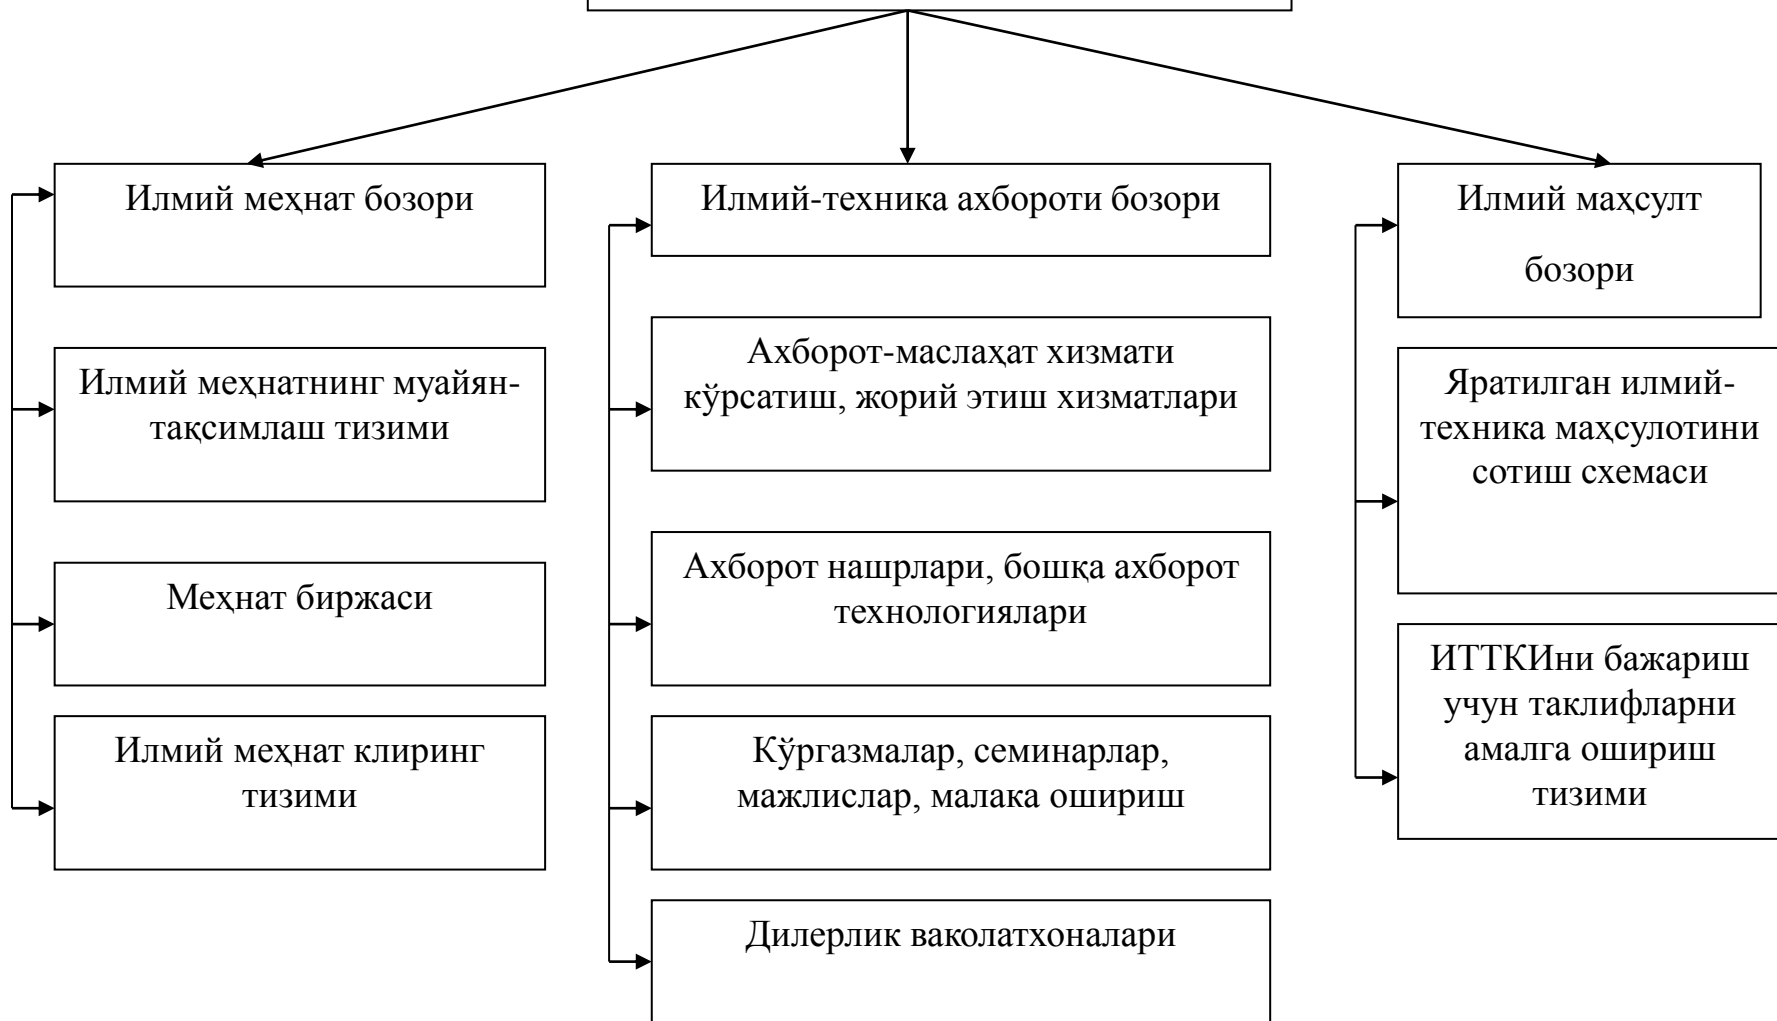 Илмий меҳнат бозори
Илмий меҳнатнинг муайян-
тақсимлаш тизими
Меҳнат биржаси
Илмий меҳнат клиринг
тизими
Илмий-техника ахбороти бозори
Ахборот-маслаҳат хизмати
кўрсатиш, жорий этиш хизматлари
Ахборот нашрлари, бошқа ахборот
технологиялари
Кўргазмалар, семинарлар,
мажлислар, малака ошириш
Дилерлик ваколатхоналари
Илмий маҳсулт
бозори
Яратилган илмий-
техника маҳсулотини
сотиш схемаси
ИТТКИни бажариш
учун таклифларни
амалга ошириш
тизими